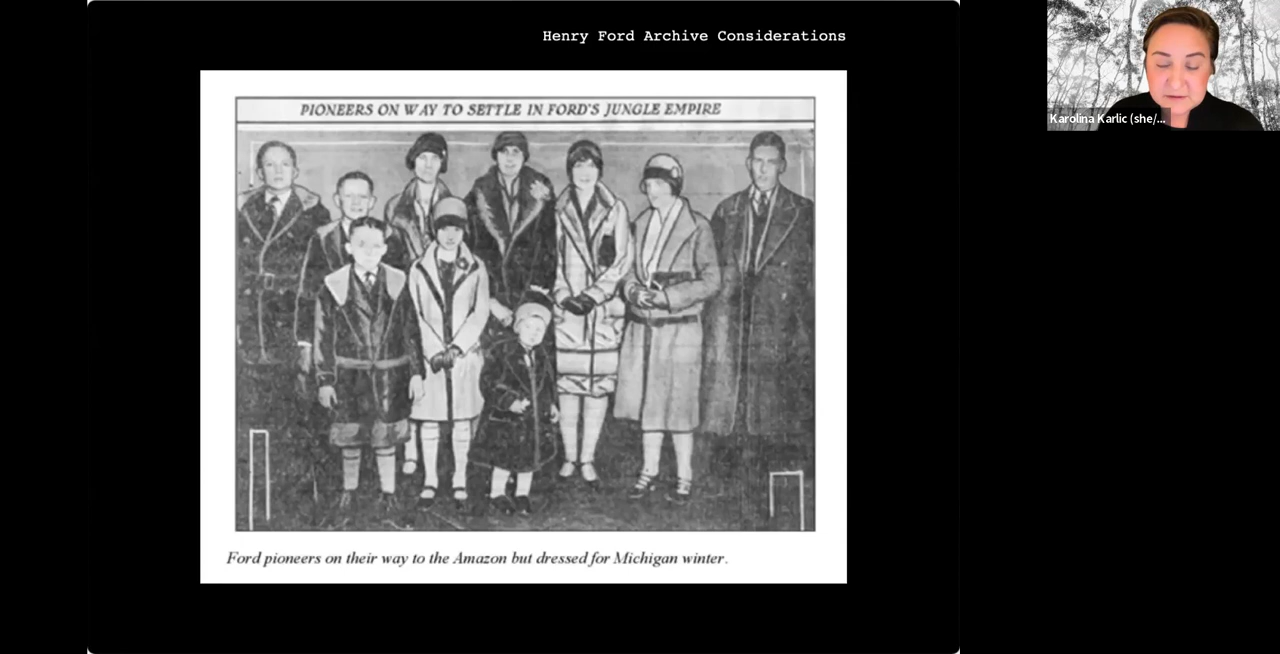 Henry Ford Archive Considerations
PIONEERS ON WAY TO SETTLE IN FORD'S JUNGLE EMPIRE
Ford pioneers on their way to the Amazon but dressed for Michigan winter.
Karolina Karlic (she/...